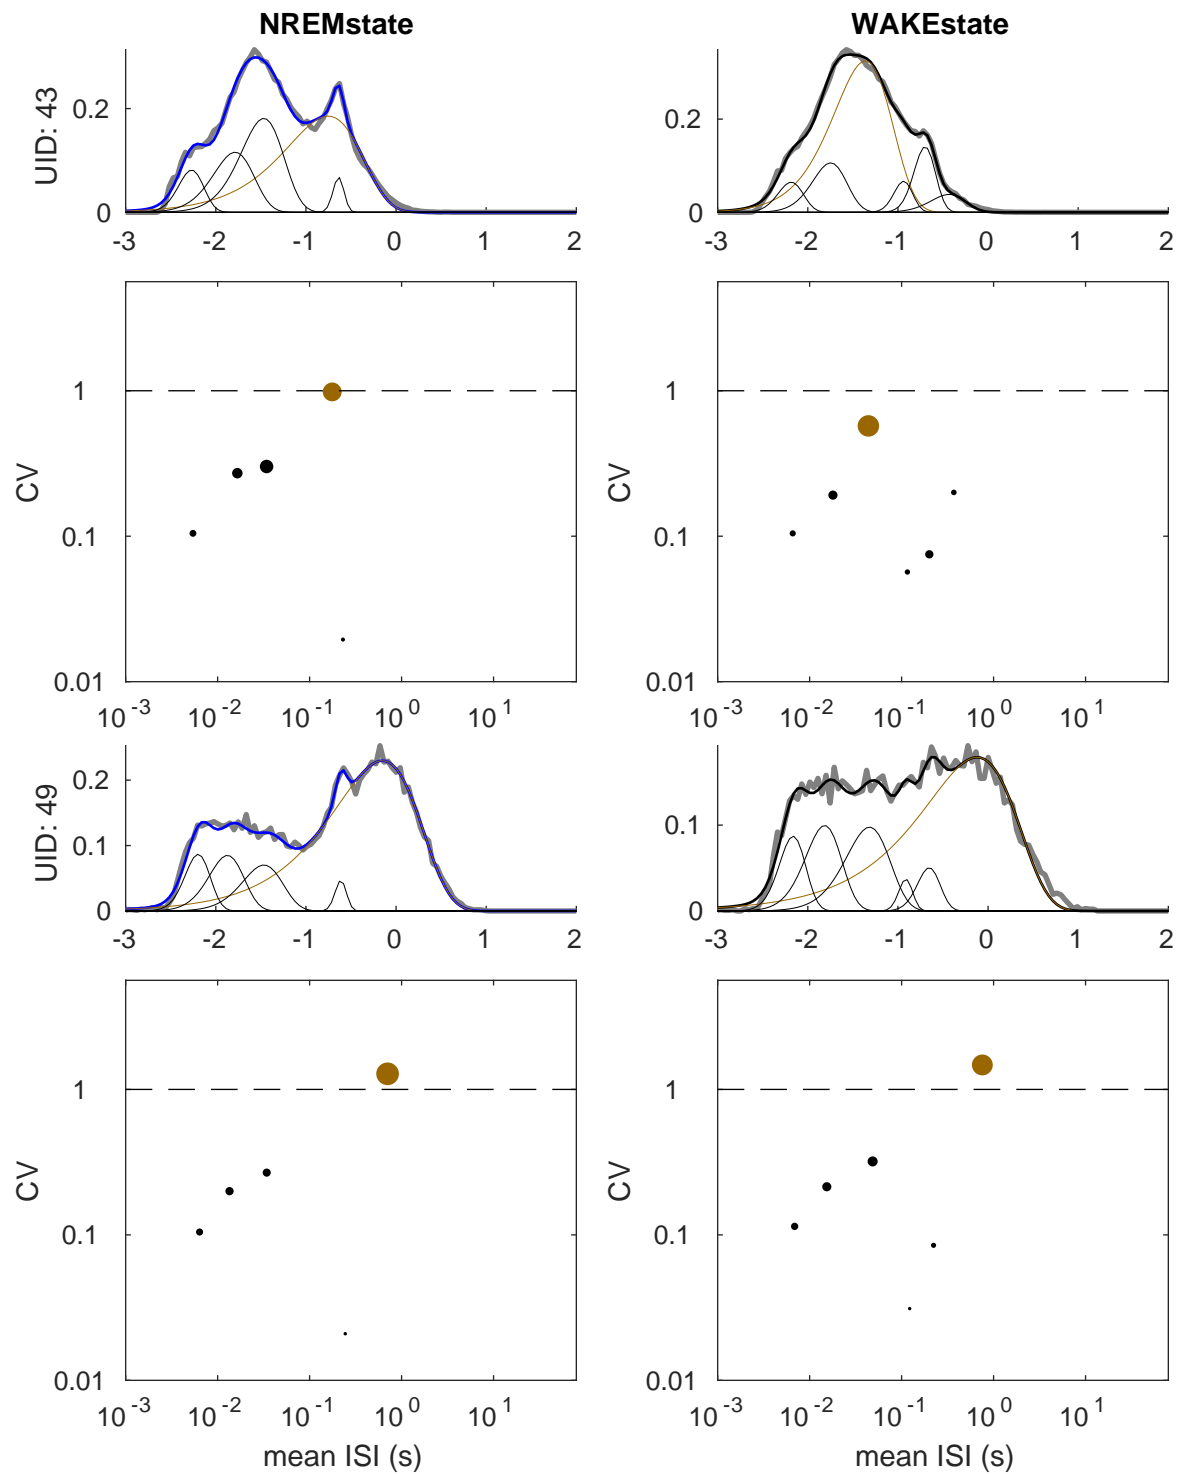 NREMstate WAKEstate
UID: 43
0.2 0.2
0 0
-3 -2 -1 0 1 2 -3 -2 -1 0 1 2
CV CV
1 1
0.1 0.1
0.01 0.01
10^-3 10^-2 10^-1 10^0 10^1 10^-3 10^-2 10^-1 10^0 10^1
UID: 49
0.2
0.1 0.1
0 0
-3 -2 -1 0 1 2 -3 -2 -1 0 1 2
CV CV
1 1
0.1 0.1
0.01 0.01
10^-3 10^-2 10^-1 10^0 10^1 10^-3 10^-2 10^-1 10^0 10^1
mean ISI (s) mean ISI (s)